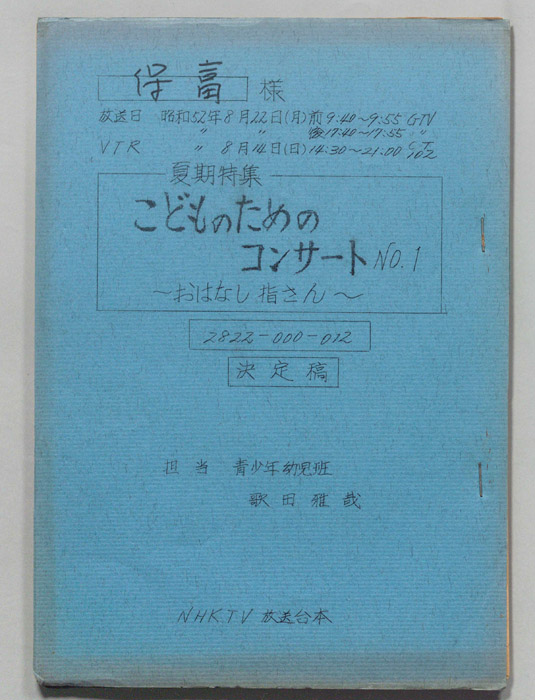 保富 様
放送日 昭和52年8月22日(月)前9:40~9:55 GTV
〃 〃 後17:40~17:55 〃
VTR 〃 8月14日(日)14:30~21:00 CT102
夏期特集
こどものための
コンサート NO.1
~おはなし指さん~
2822-000-012
決定稿
担当 青少年幼児班
歌田雅哉
NHKTV 放送台本